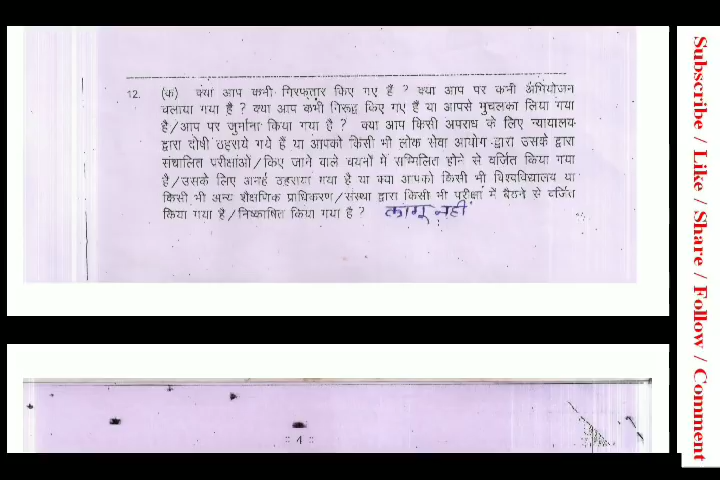 12. (क) क्या आप कभी गिरफ्तार किए गए हैं ? क्या आप पर कभी अभियोजन
चलाया गया है ? क्या आप कभी निरूद्ध किए गए हैं या आपसे मुचलका लिया गया
है/आप पर जुर्माना किया गया है ? क्या आप किसी अपराध के लिए न्यायालय
द्वारा दोषी ठहराये गये हैं या आपको किसी भी लोक सेवा आयोग द्वारा उसके द्वारा
संचालित परीक्षाओं/किए जाने वाले चयनों में सम्मिलित होने से वर्जित किया गया
है/उसके लिए अनर्ह ठहराया गया है या क्या आपको किसी भी विश्वविद्यालय या
किसी भी अन्य शैक्षणिक प्राधिकरण/संस्था द्वारा किसी भी परीक्षा में बैठने से वर्जित
किया गया है/निष्कासित किया गया है ? लागू नहीं
:: 4 ::
Subscribe / Like / Share / Follow / Comment